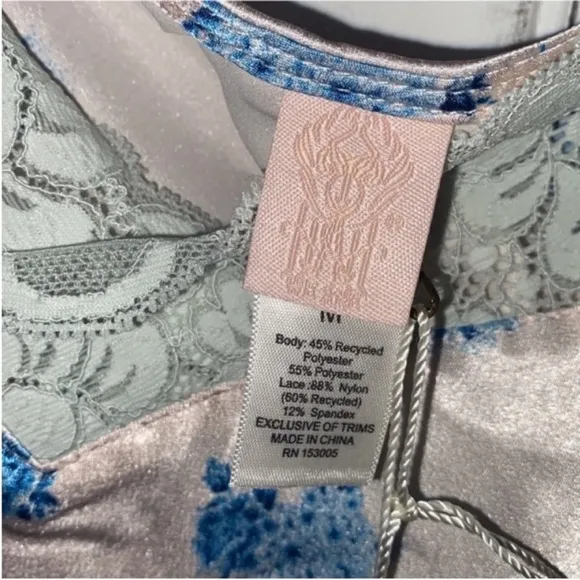 M
Body: 45% Recycled
Polyester
55% Polyester
Lace:88% Nylon
(60% Recycled)
12% Spandex
EXCLUSIVE OF TRIMS
MADE IN CHINA
RN 153005